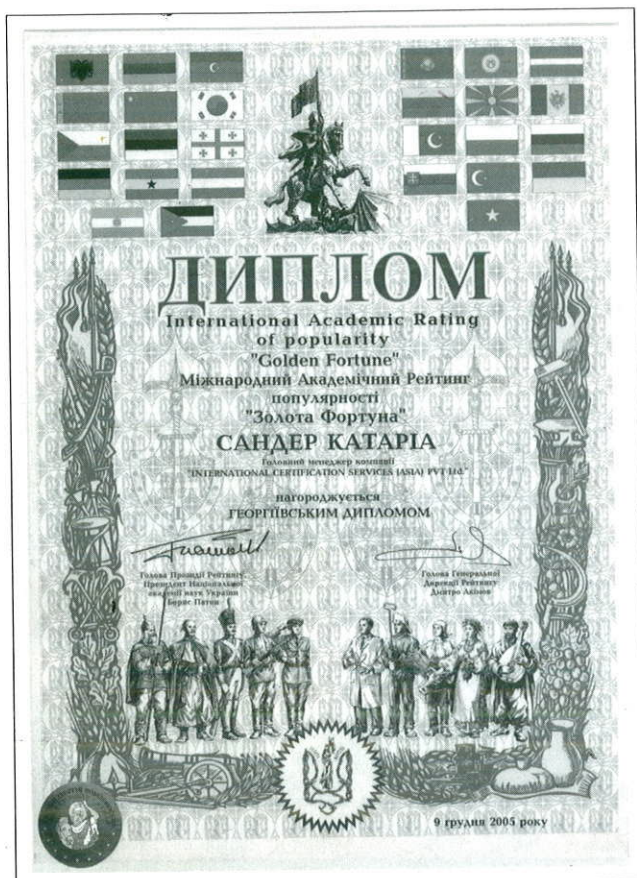 ДИПЛОМ
International Academic Rating
of popularity
"Golden Fortune"
Міжнародний Академічний Рейтинг
популярності
"Золота Фортуна"
САНДЕР КАТАРІА
Головний менеджер компанії
"INTERNATIONAL CERTIFICATION SERVICES (ASIA) PVT Ltd."
нагороджується
ГЕОРГІЇВСЬКИМ ДИПЛОМОМ
Голова Президії Рейтингу,
Президент Національної
академії наук України
Борис Патон
Голова Генеральної
Дирекції Рейтингу
Дмитро Акімов
9 грудня 2005 року